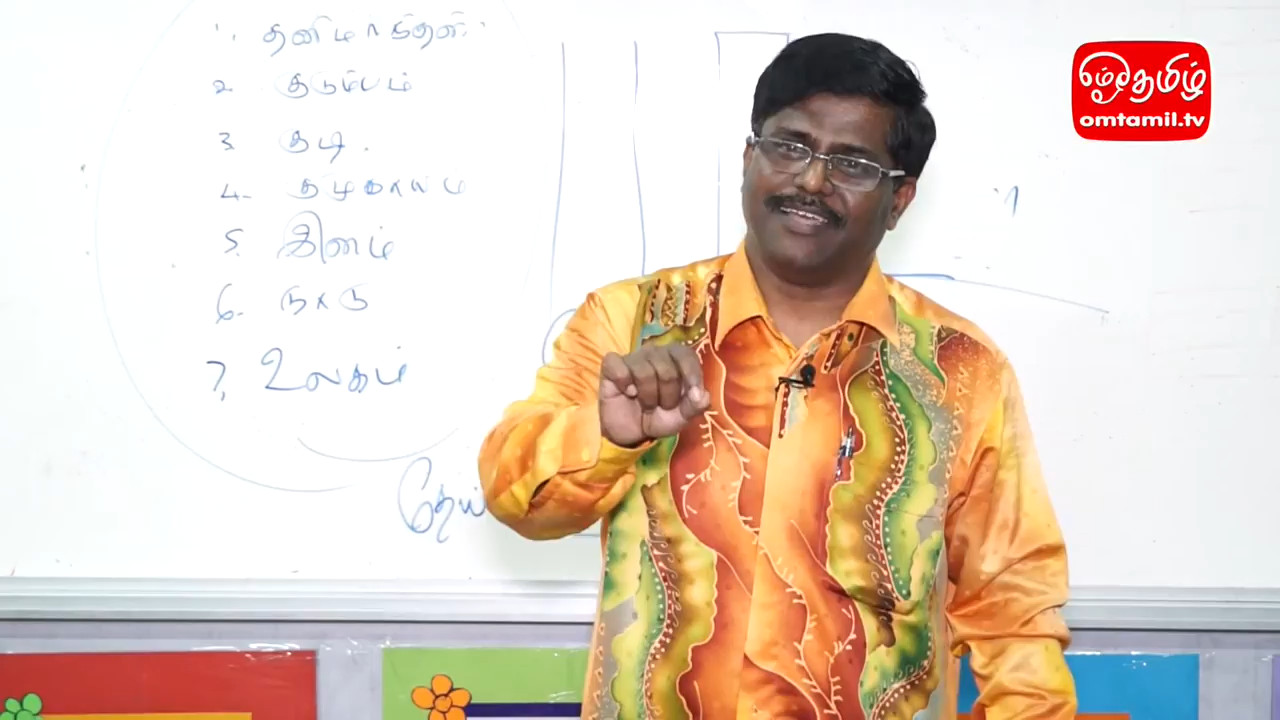 1. தனிமாந்தன்
2. குடும்பம்
3. குடி.
4. குமுகாயம்
5. இனம்
6. நாடு
7. உலகம்
ஓம்தமிழ்
omtamil.tv